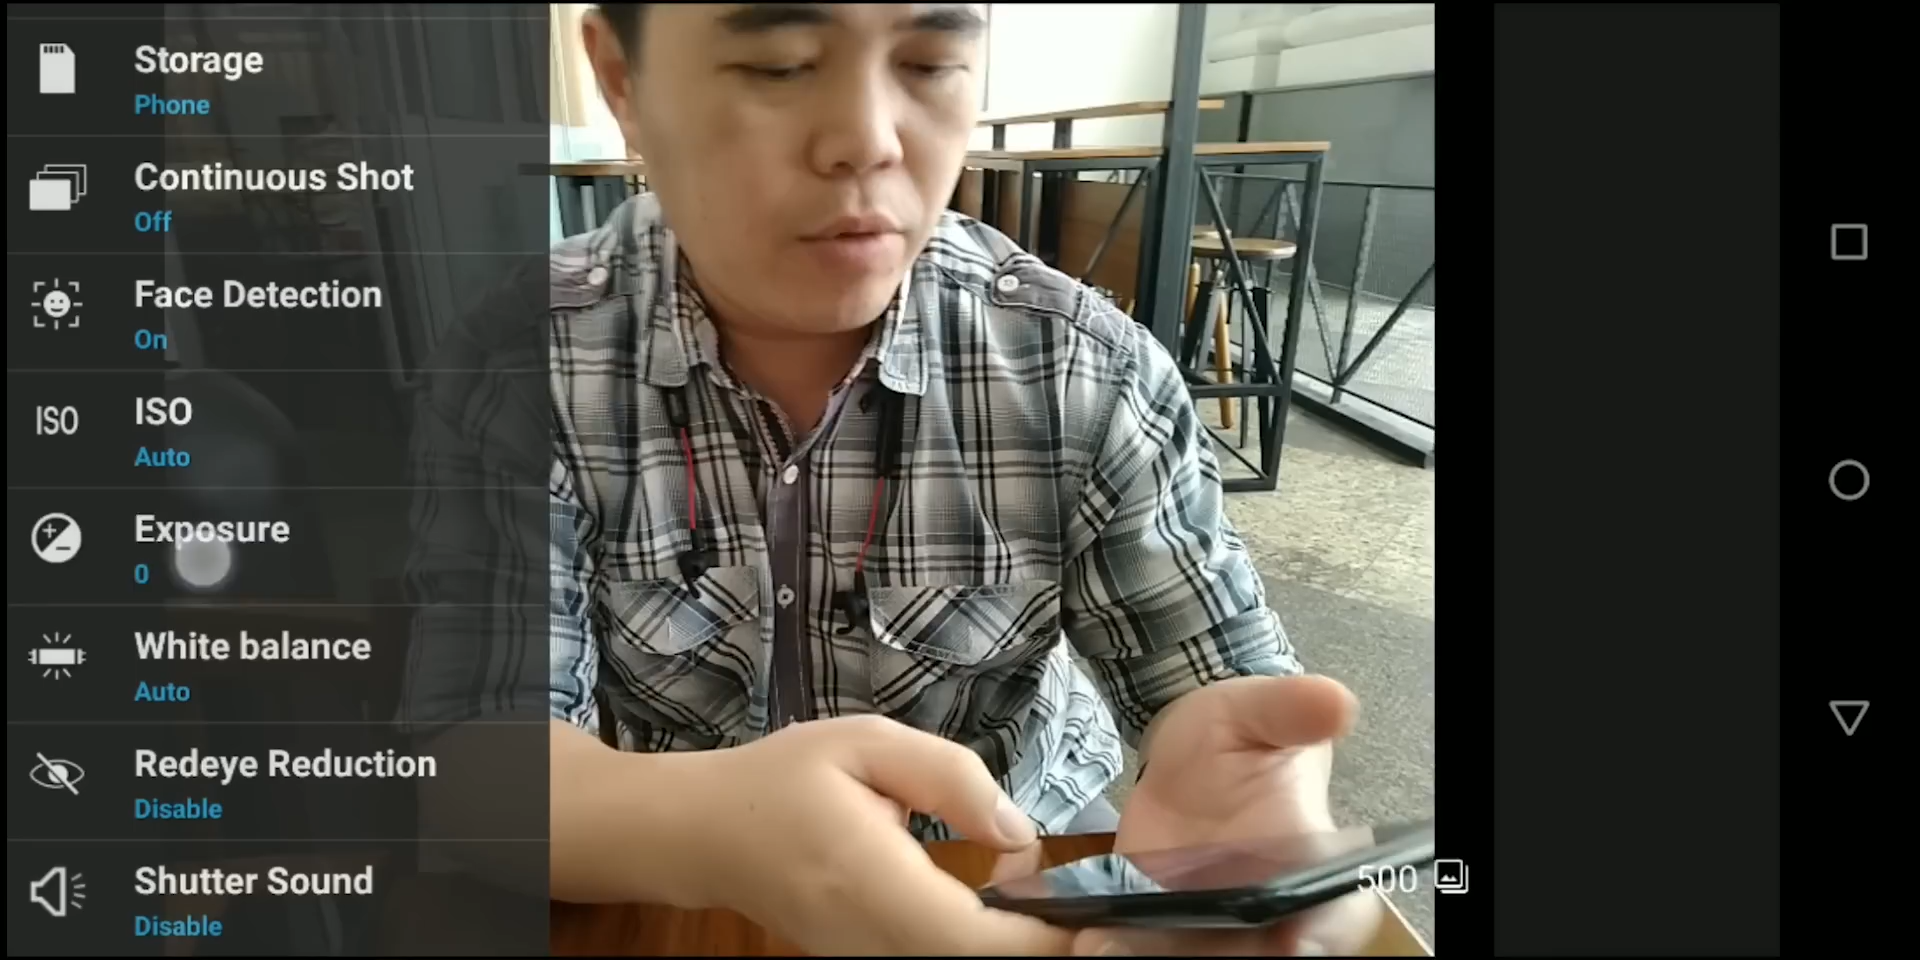 Storage
Phone
Continuous Shot
Off
Face Detection
On
ISO
ISO
Auto
Exposure
0
White balance
Auto
Redeye Reduction
Disable
Shutter Sound
Disable
500